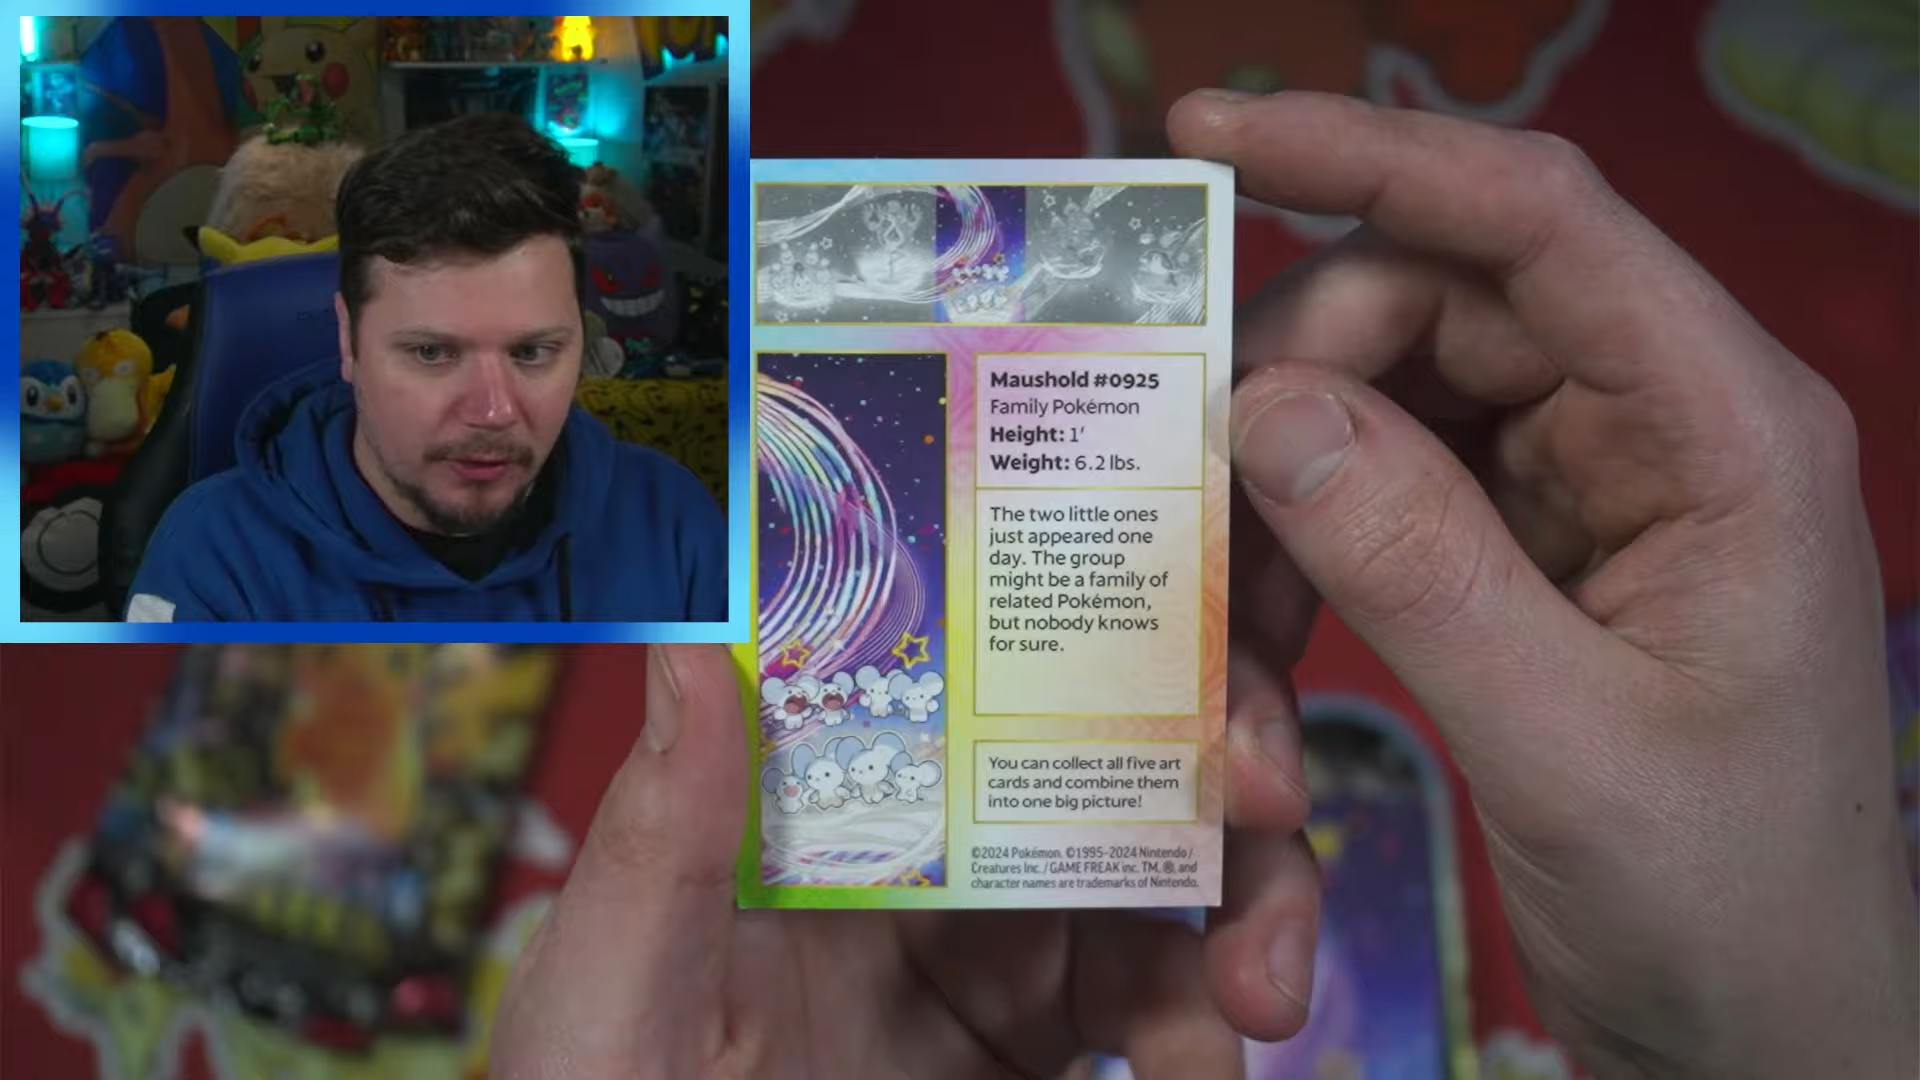 Maushold #0925
Family Pokémon
Height: 1'
Weight: 6.2 lbs.
The two little ones
just appeared one
day. The group
might be a family of
related Pokémon,
but nobody knows
for sure.
You can collect all five art
cards and combine them
into one big picture!
©2024 Pokémon. ©1995-2024 Nintendo/
Creatures Inc. / GAME FREAK inc. TM, ®, and
character names are trademarks of Nintendo.